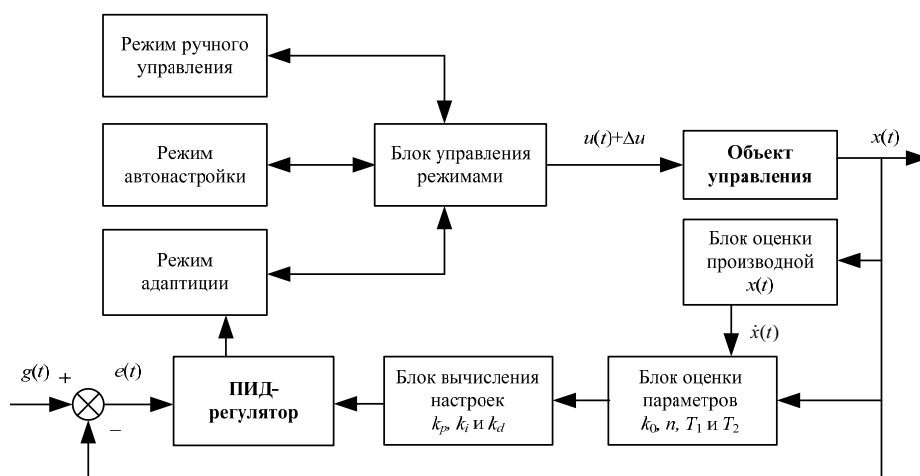 Режим ручного
управления
Режим
автонастройки
Блок управления
режимами
u(t)+Δu
Объект
управления
x(t)
Режим
адаптиции
Блок оценки
производной
x(t)
ẋ(t)
g(t)
+
e(t)
–
ПИД-
регулятор
Блок вычисления
настроек
kp, ki и kd
Блок оценки
параметров
k0, n, T1 и T2